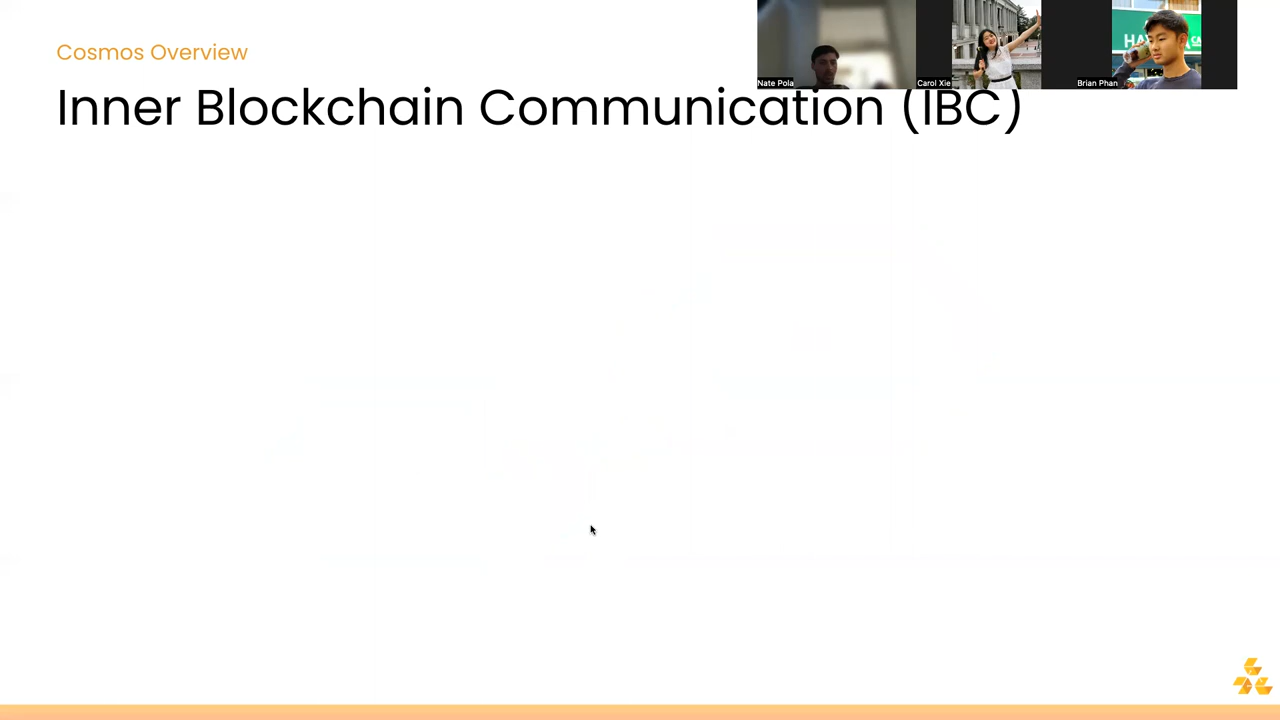 Cosmos Overview
Inner Blockchain Communication (IBC)
Nate Pola
Carol Xie
Brian Phan